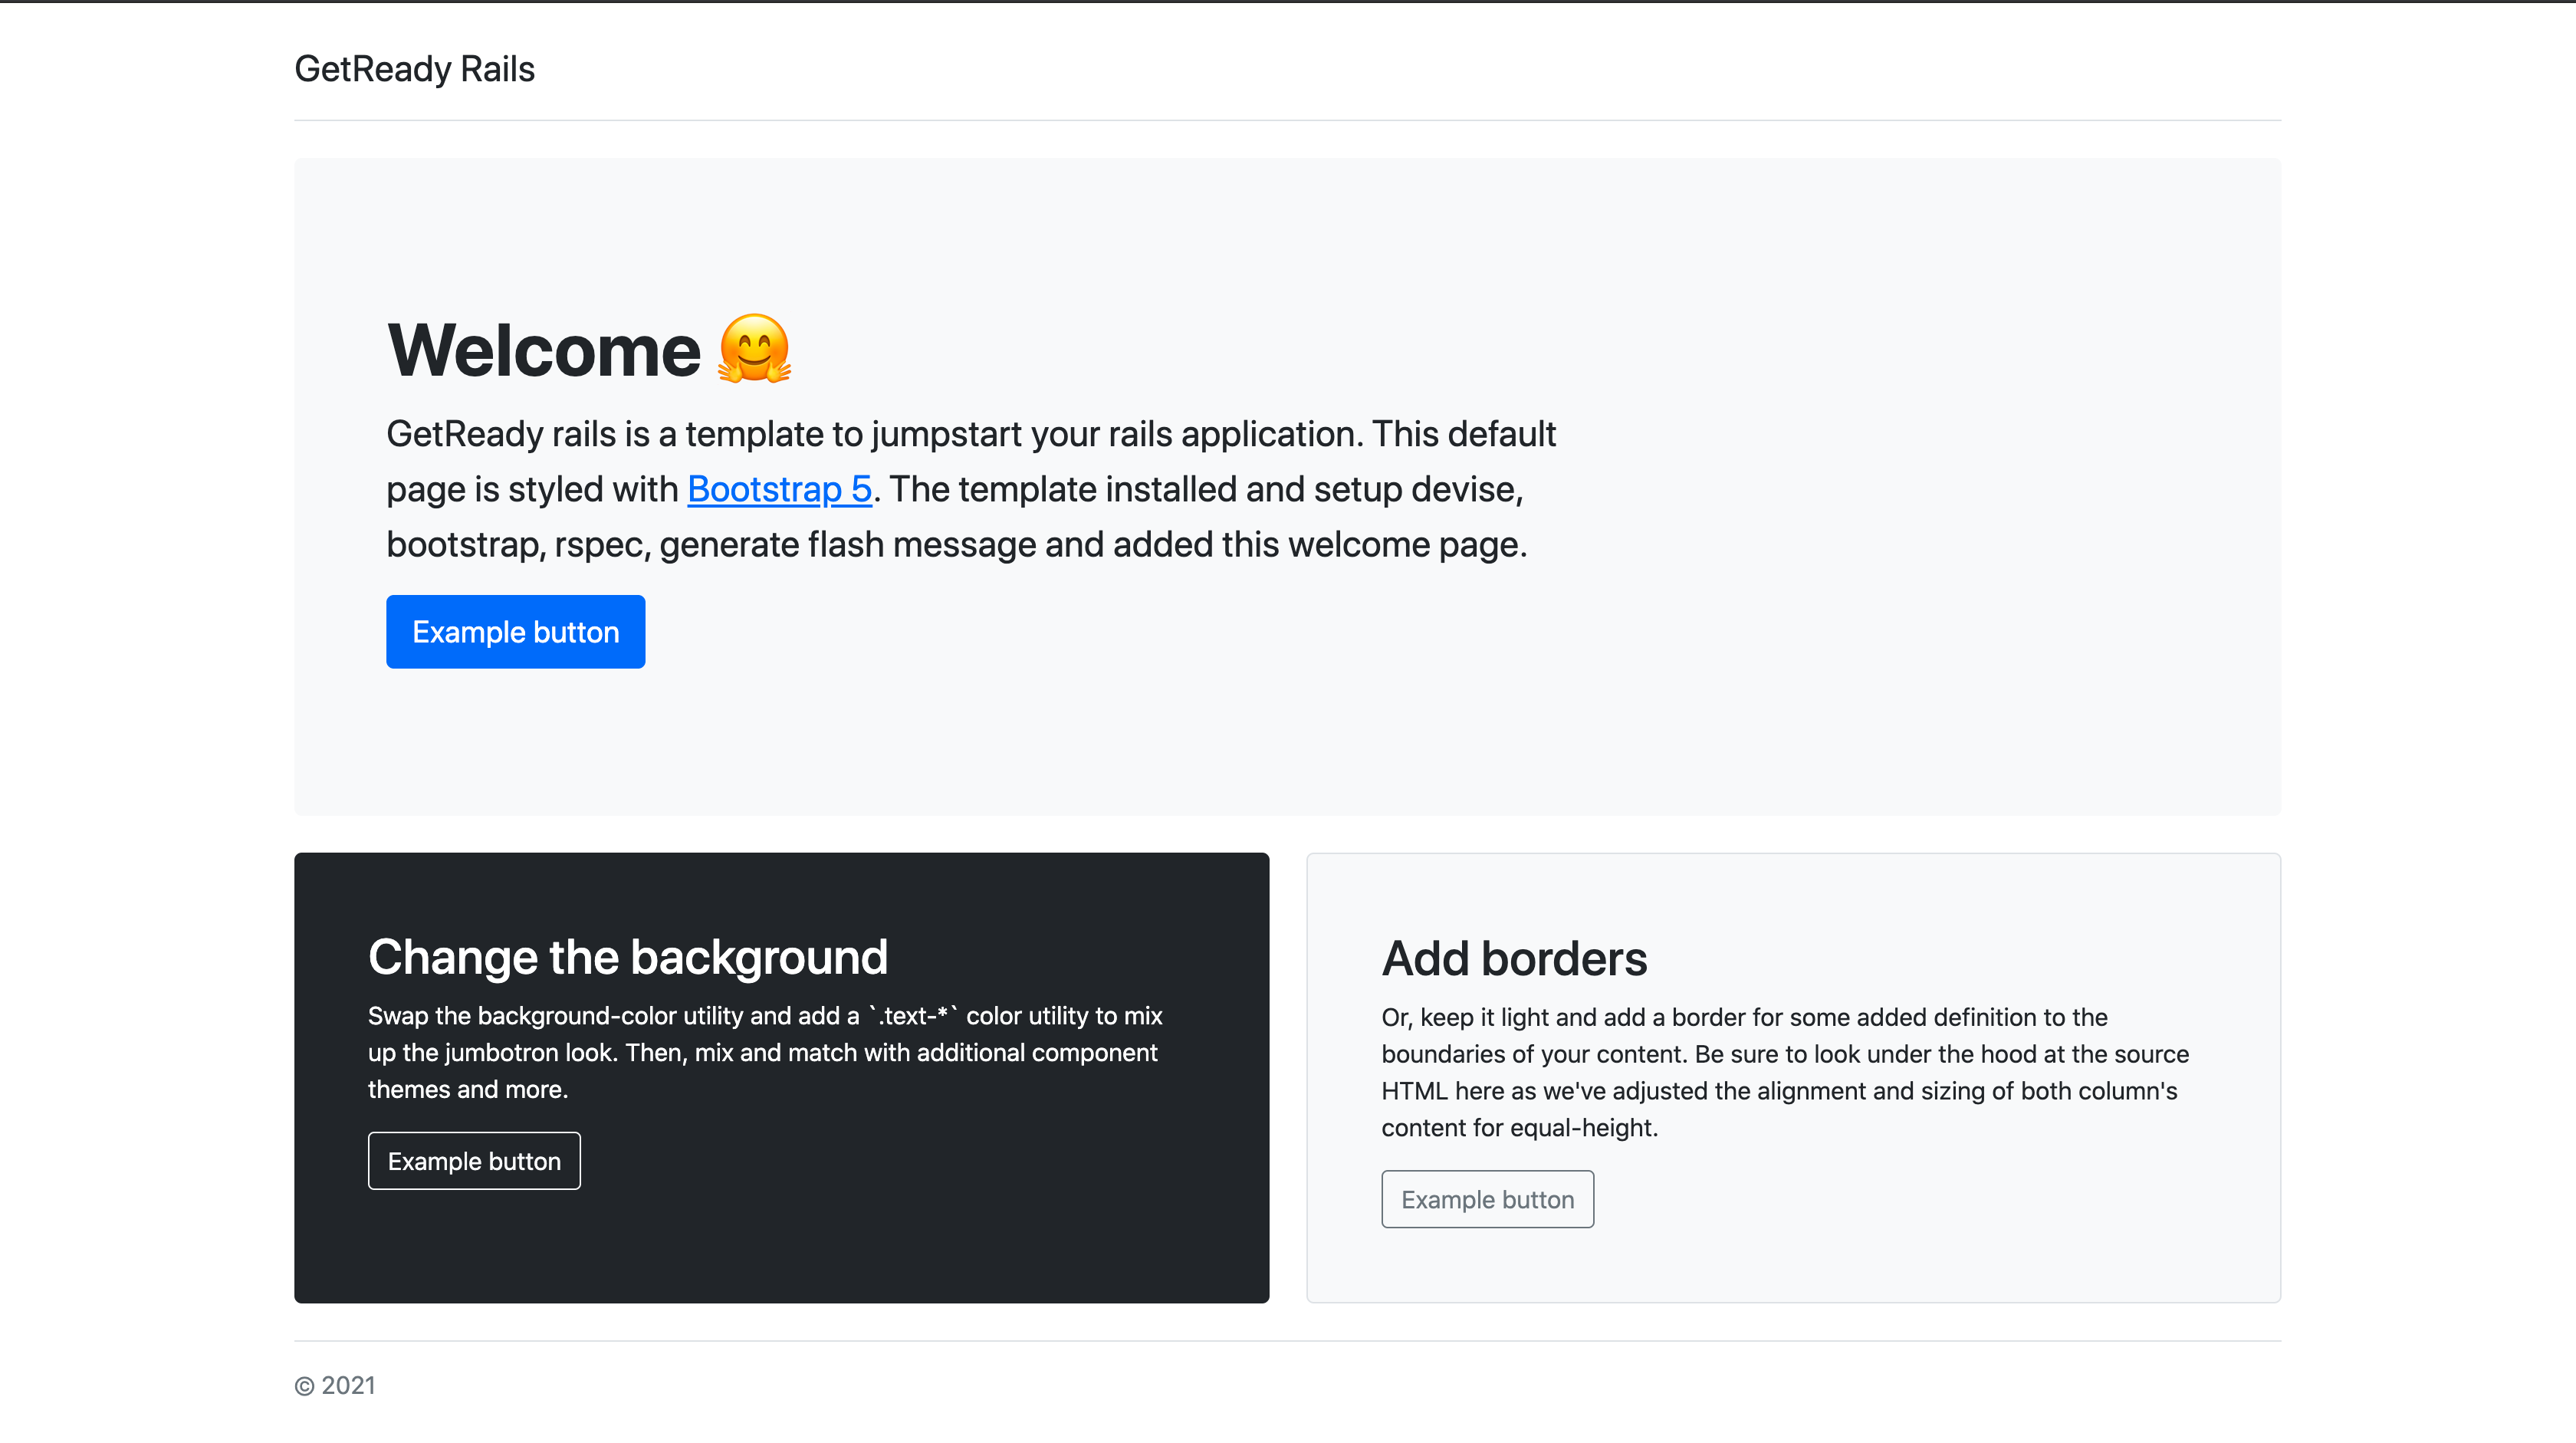 GetReady Rails
Welcome 🤗
GetReady rails is a template to jumpstart your rails application. This default
page is styled with Bootstrap 5. The template installed and setup devise,
bootstrap, rspec, generate flash message and added this welcome page.
Example button
Change the background
Swap the background-color utility and add a `.text-*` color utility to mix
up the jumbotron look. Then, mix and match with additional component
themes and more.
Example button
Add borders
Or, keep it light and add a border for some added definition to the
boundaries of your content. Be sure to look under the hood at the source
HTML here as we've adjusted the alignment and sizing of both column's
content for equal-height.
Example button
© 2021